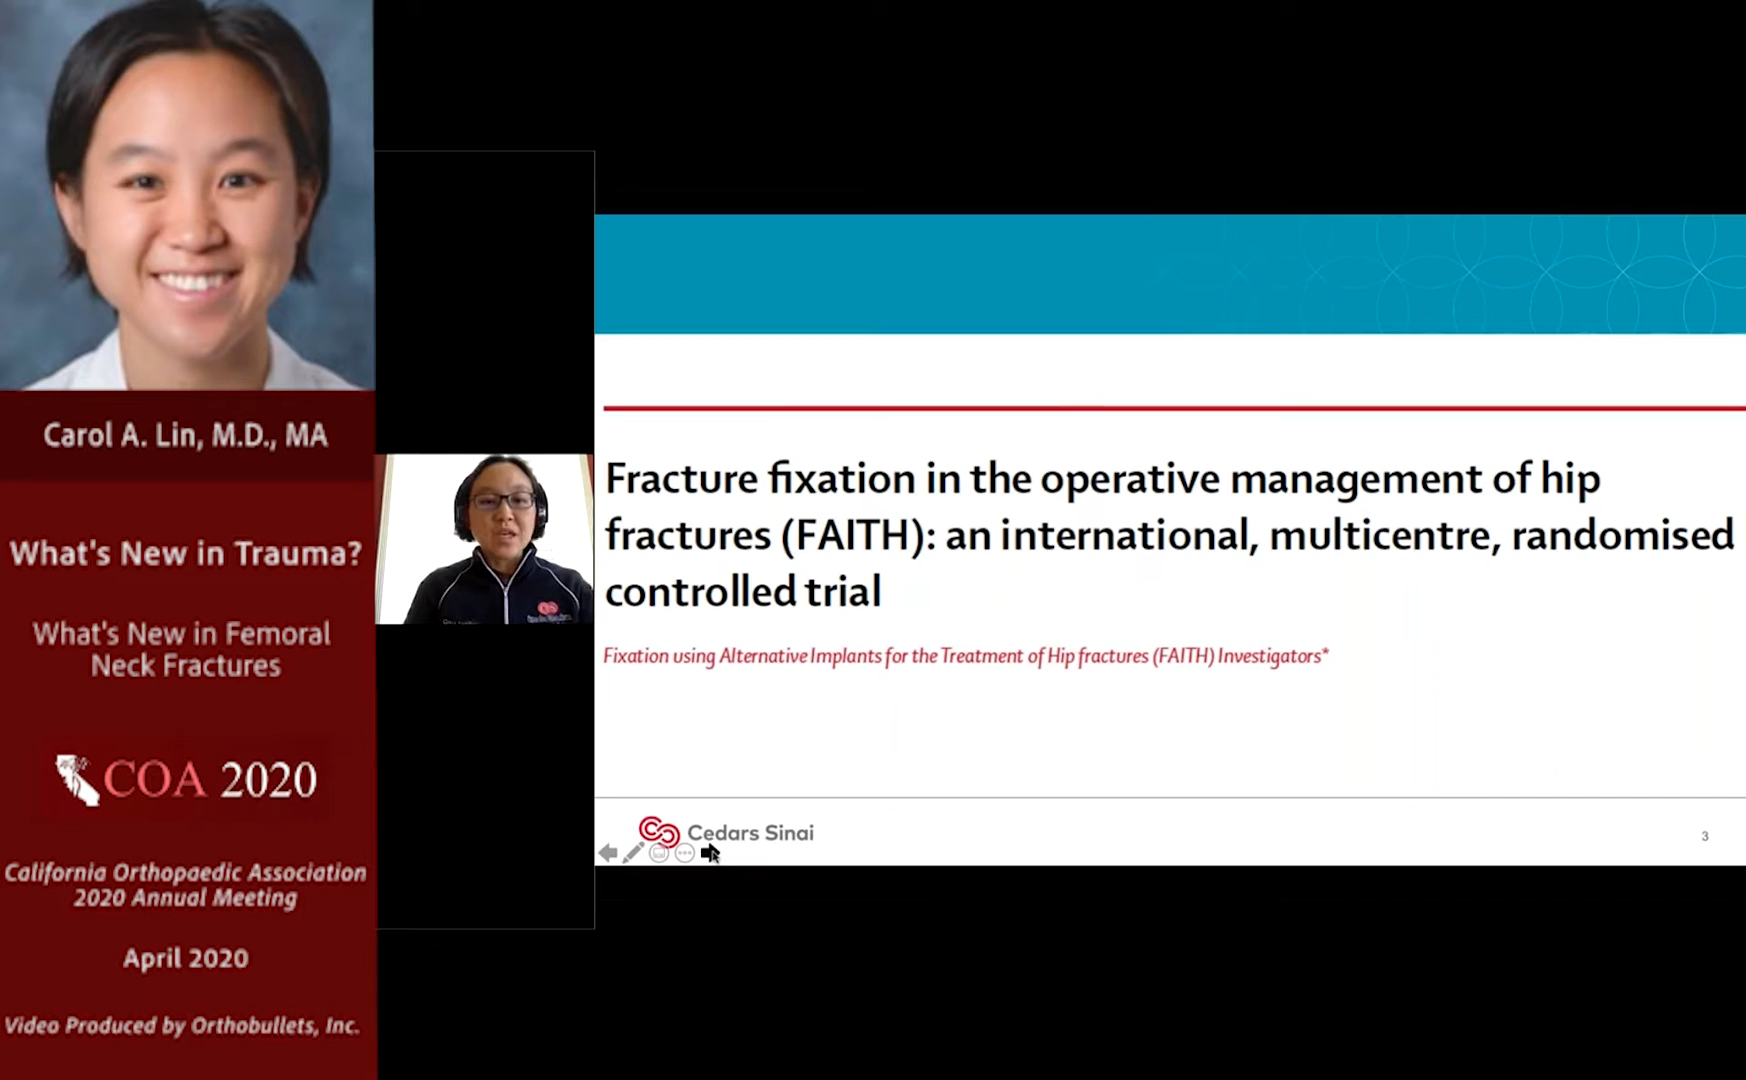 Carol A. Lin, M.D., MA
What's New in Trauma?
What's New in Femoral
Neck Fractures
COA 2020
California Orthopaedic Association
2020 Annual Meeting
April 2020
Video Produced by Orthobullets, Inc.
Fracture fixation in the operative management of hip
fractures (FAITH): an international, multicentre, randomised
controlled trial
Fixation using Alternative Implants for the Treatment of Hip fractures (FAITH) Investigators*
Cedars Sinai
3